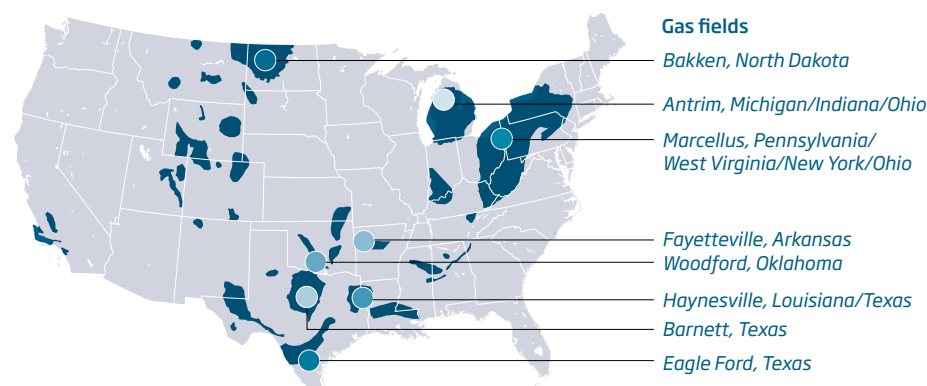 Gas fields
Bakken, North Dakota
Antrim, Michigan/Indiana/Ohio
Marcellus, Pennsylvania/
West Virginia/New York/Ohio
Fayetteville, Arkansas
Woodford, Oklahoma
Haynesville, Louisiana/Texas
Barnett, Texas
Eagle Ford, Texas